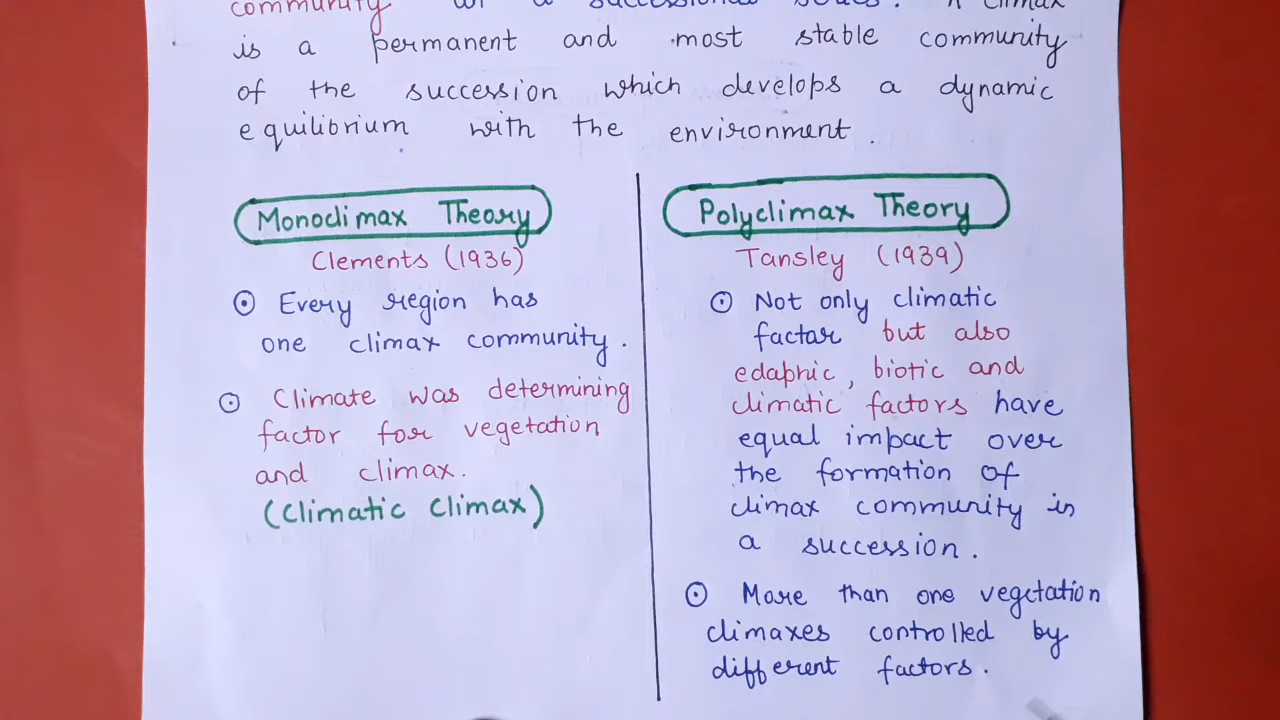 community
is a permanent and most stable community
of the succession which develops a dynamic
equilibrium with the environment.
Monoclimax Theory
Clements (1936)
⊙ Every region has
one climax community.
⊙ Climate was determining
factor for vegetation
and climax.
(Climatic Climax)
Polyclimax Theory
Tansley (1939)
⊙ Not only climatic
factor but also
edaphic, biotic and
climatic factors have
equal impact over
the formation of
climax community in
a succession.
⊙ More than one vegetation
climaxes controlled by
different factors.